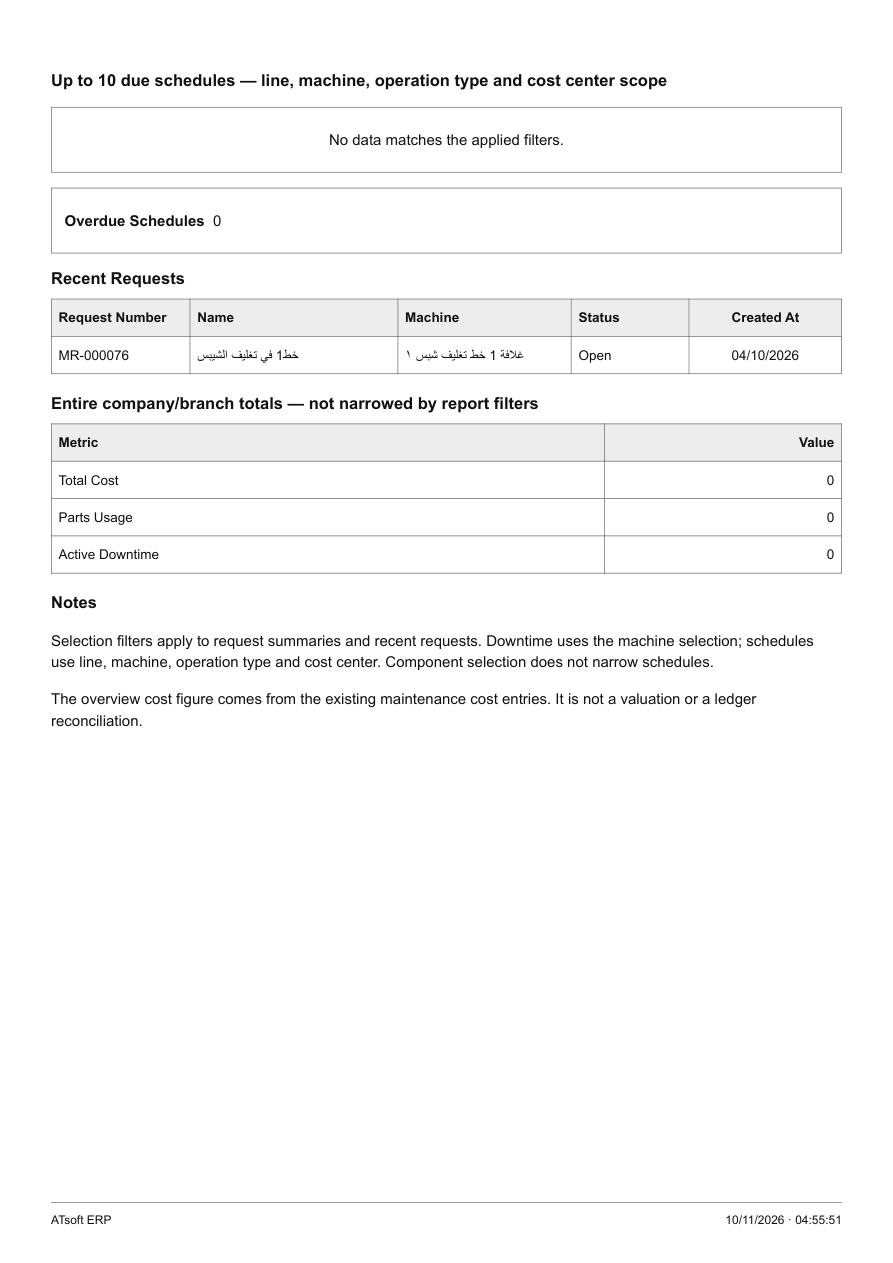 Up to 10 due schedules — line, machine, operation type and cost center scope
No data matches the applied filters.
Overdue Schedules 0
Recent Requests
Request Number Name Machine Status Created At
MR-000076 خط1 في تغليف الشيبس غلافة 1 خط تغليف شبس ١ Open 04/10/2026
Entire company/branch totals — not narrowed by report filters
Metric Value
Total Cost 0
Parts Usage 0
Active Downtime 0
Notes
Selection filters apply to request summaries and recent requests. Downtime uses the machine selection; schedules
use line, machine, operation type and cost center. Component selection does not narrow schedules.
The overview cost figure comes from the existing maintenance cost entries. It is not a valuation or a ledger
reconciliation.
ATsoft ERP 10/11/2026 · 04:55:51